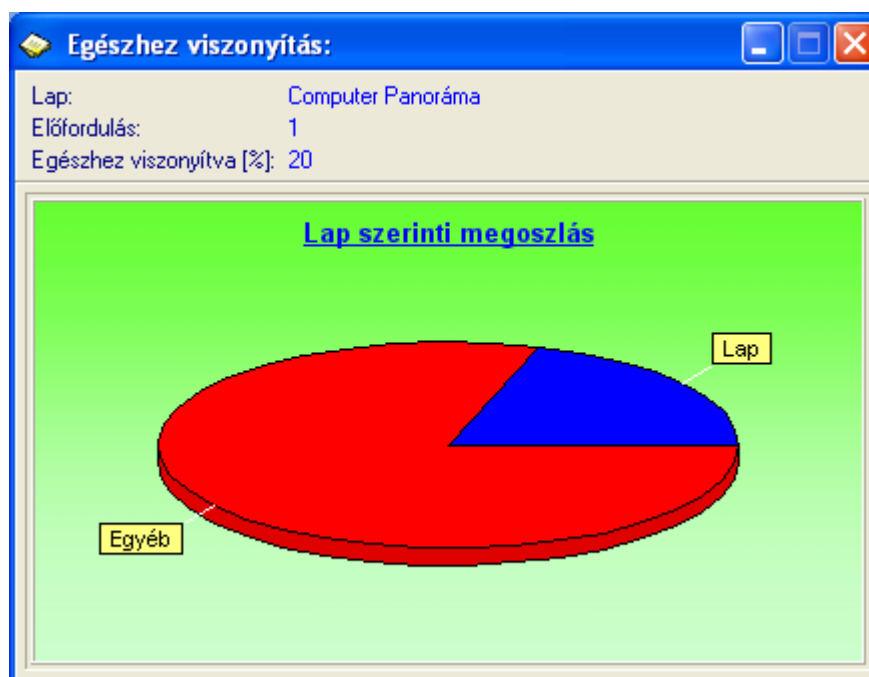 Egészhez viszonyítás:
Lap: Computer Panoráma
Előfordulás: 1
Egészhez viszonyítva [%]: 20
Lap szerinti megoszlás
Lap
Egyéb